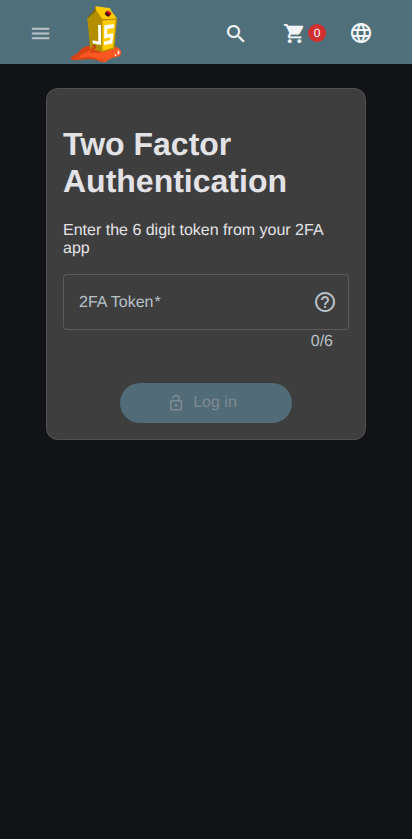 JS
0
Two Factor
Authentication
Enter the 6 digit token from your 2FA
app
2FA Token*
0/6
Log in